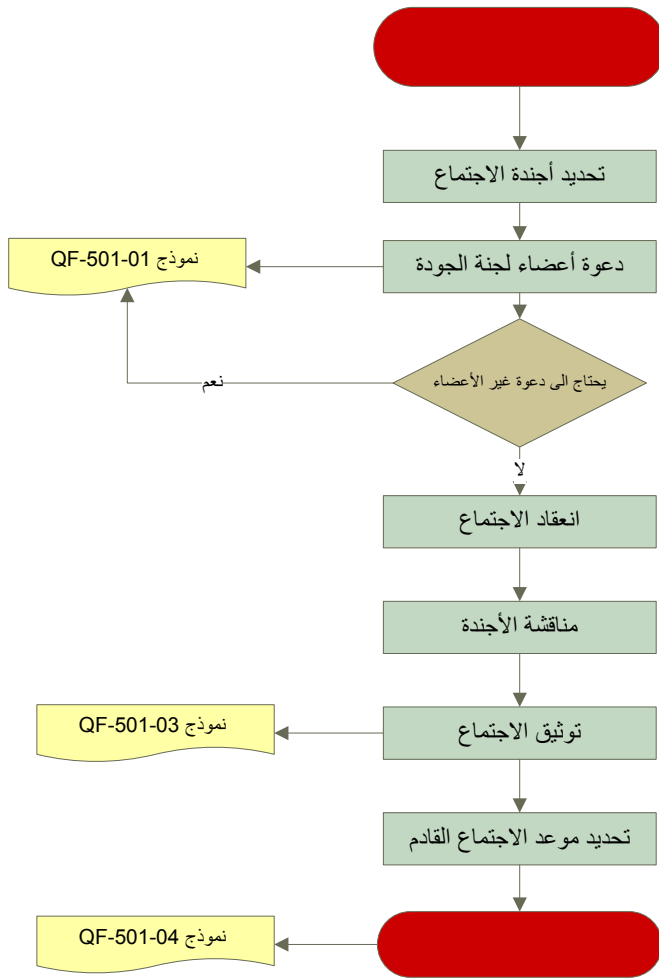 تحديد أجندة الاجتماع
دعوة أعضاء لجنة الجودة
نموذج QF-501-01
يحتاج الى دعوة غير الأعضاء
نعم
لا
انعقاد الاجتماع
مناقشة الأجندة
توثيق الاجتماع
نموذج QF-501-03
تحديد موعد الاجتماع القادم
نموذج QF-501-04